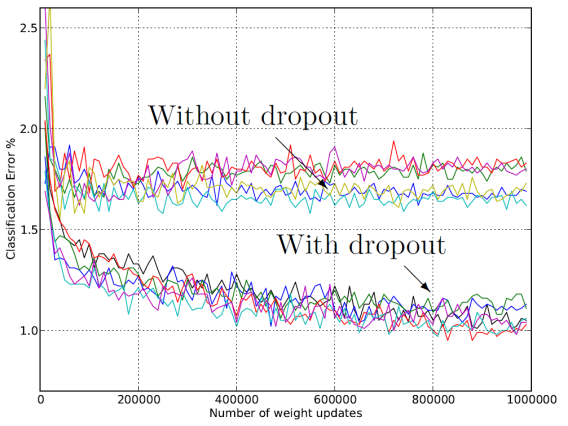 2.5
Without dropout
2.0
Classification Error %
1.5
With dropout
1.0
0
200000
400000
600000
800000
1000000
Number of weight updates